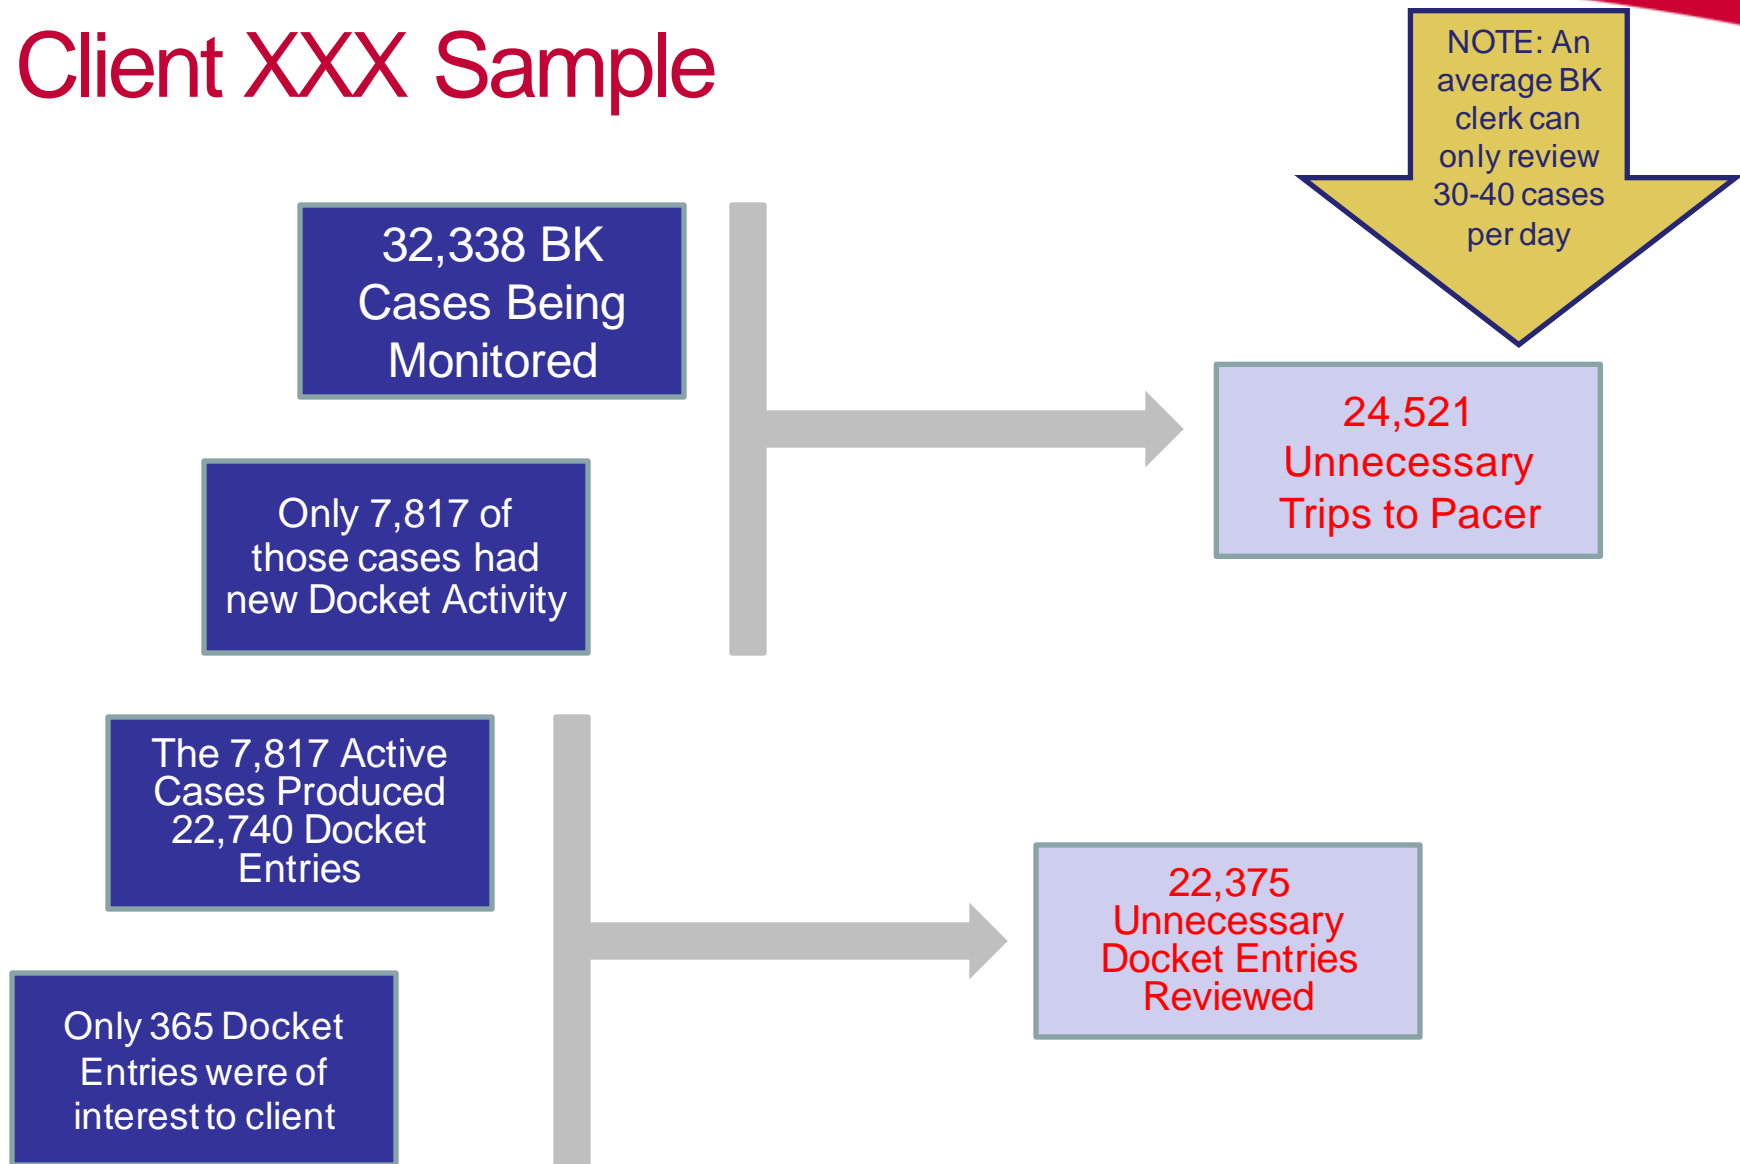 Client XXX Sample
NOTE: An
average BK
clerk can
only review
30-40 cases
per day
32,338 BK
Cases Being
Monitored
24,521
Unnecessary
Trips to Pacer
Only 7,817 of
those cases had
new Docket Activity
The 7,817 Active
Cases Produced
22,740 Docket
Entries
22,375
Unnecessary
Docket Entries
Reviewed
Only 365 Docket
Entries were of
interest to client